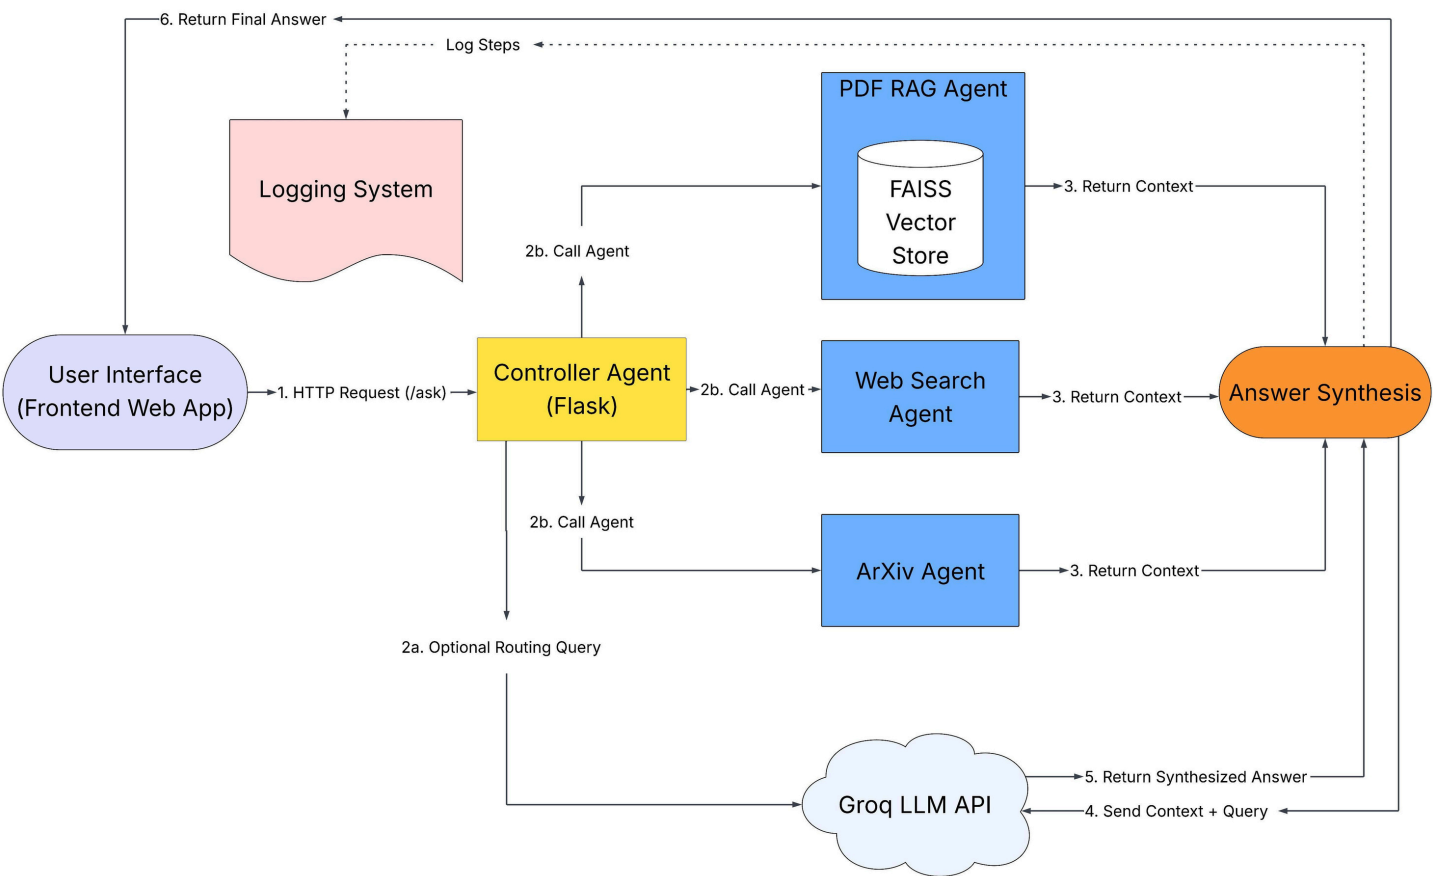 6. Return Final Answer
Log Steps
PDF RAG Agent
Logging System
FAISS
Vector
Store
3. Return Context
2b. Call Agent
User Interface
(Frontend Web App)
1. HTTP Request (/ask)
Controller Agent
(Flask)
2b. Call Agent
Web Search
Agent
3. Return Context
Answer Synthesis
2b. Call Agent
ArXiv Agent
3. Return Context
2a. Optional Routing Query
Groq LLM API
5. Return Synthesized Answer
4. Send Context + Query